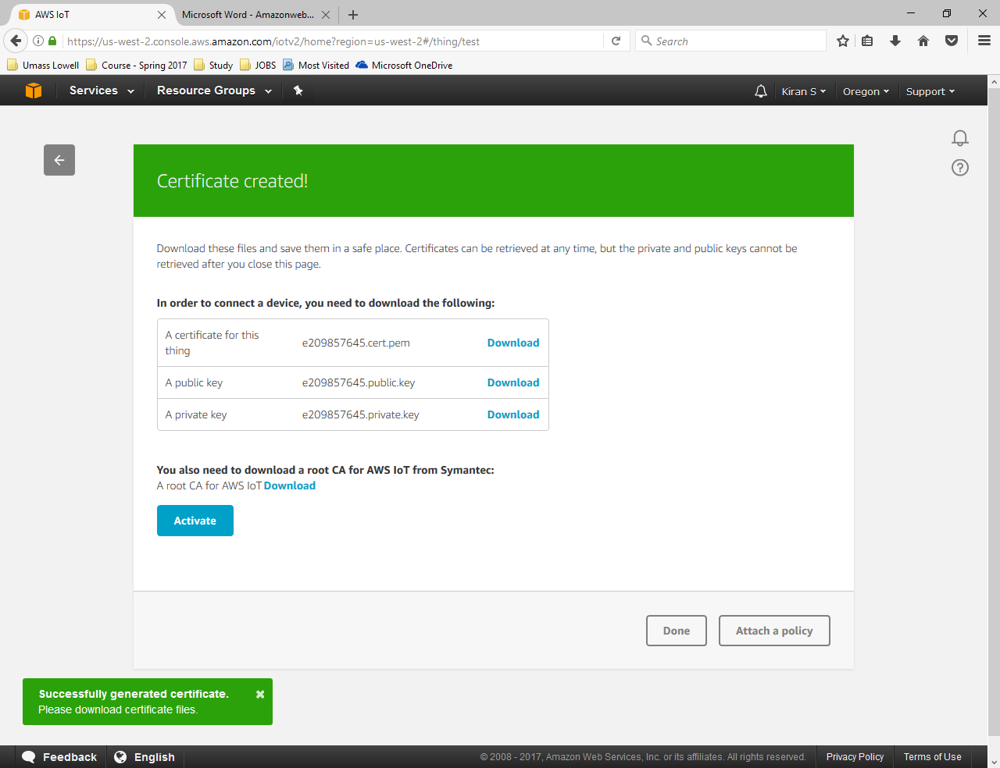 AWS IoT
Microsoft Word - Amazonweb...
https://us-west-2.console.aws.amazon.com/iotv2/home?region=us-west-2#/thing/test
Search
Umass Lowell
Course - Spring 2017
Study
JOBS
Most Visited
Microsoft OneDrive
Services
Resource Groups
Kiran S
Oregon
Support
Certificate created!
Download these files and save them in a safe place. Certificates can be retrieved at any time, but the private and public keys cannot be
retrieved after you close this page.
In order to connect a device, you need to download the following:
A certificate for this
thing
e209857645.cert.pem
Download
A public key
e209857645.public.key
Download
A private key
e209857645.private.key
Download
You also need to download a root CA for AWS IoT from Symantec:
A root CA for AWS IoT Download
Activate
Done
Attach a policy
Successfully generated certificate.
Please download certificate files.
Feedback
English
© 2008 - 2017, Amazon Web Services, Inc. or its affiliates. All rights reserved.
Privacy Policy
Terms of Use